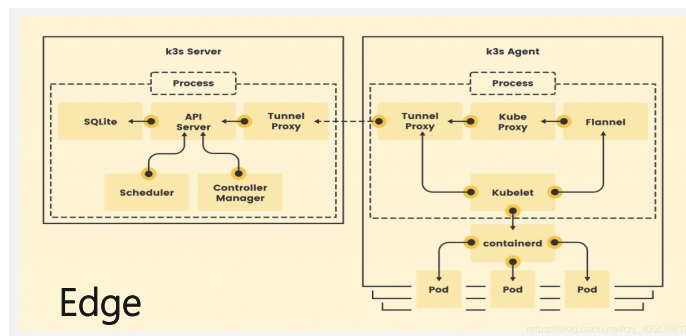 k3s Server
Process
SQLite
API
Server
Tunnel
Proxy
Scheduler
Controller
Manager
k3s Agent
Process
Tunnel
Proxy
Kube
Proxy
Flannel
Kubelet
containerd
Pod
Pod
Pod
Edge